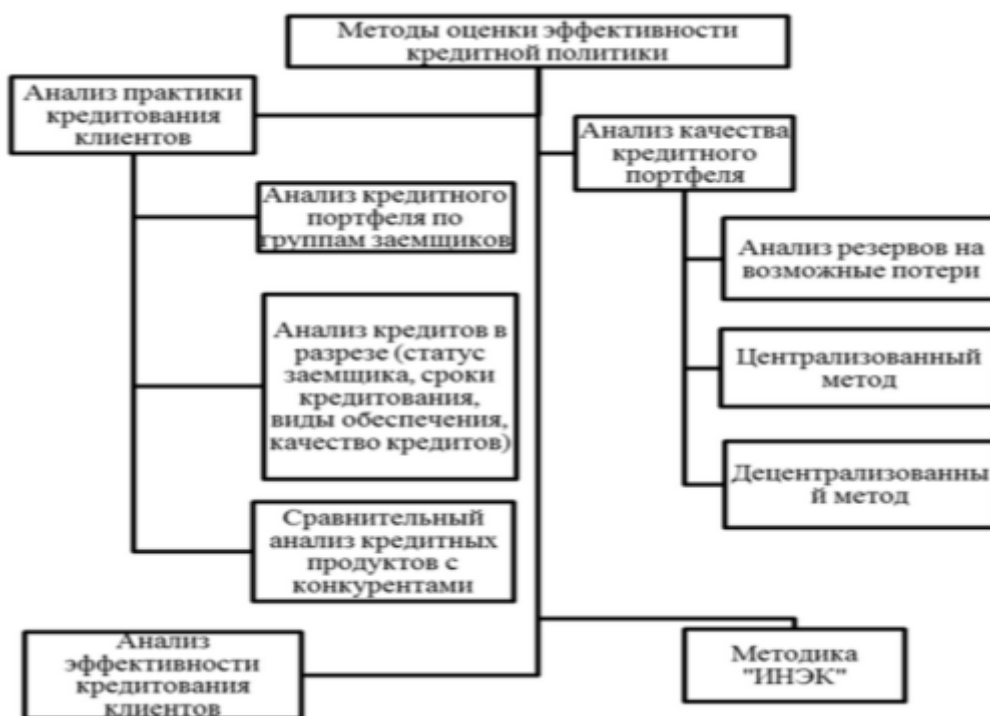 Методы оценки эффективности
кредитной политики
Анализ практики
кредитования
клиентов
Анализ кредитного
портфеля по
группам заемщиков
Анализ кредитов в
разрезе (статус
заемщика, сроки
кредитования,
виды обеспечения,
качество кредитов)
Сравнительный
анализ кредитных
продуктов с
конкурентами
Анализ качества
кредитного
портфеля
Анализ резервов на
возможные потери
Централизованный
метод
Децентрализованны
й метод
Анализ
эффективности
кредитования
клиентов
Методика
"ИНЭК"